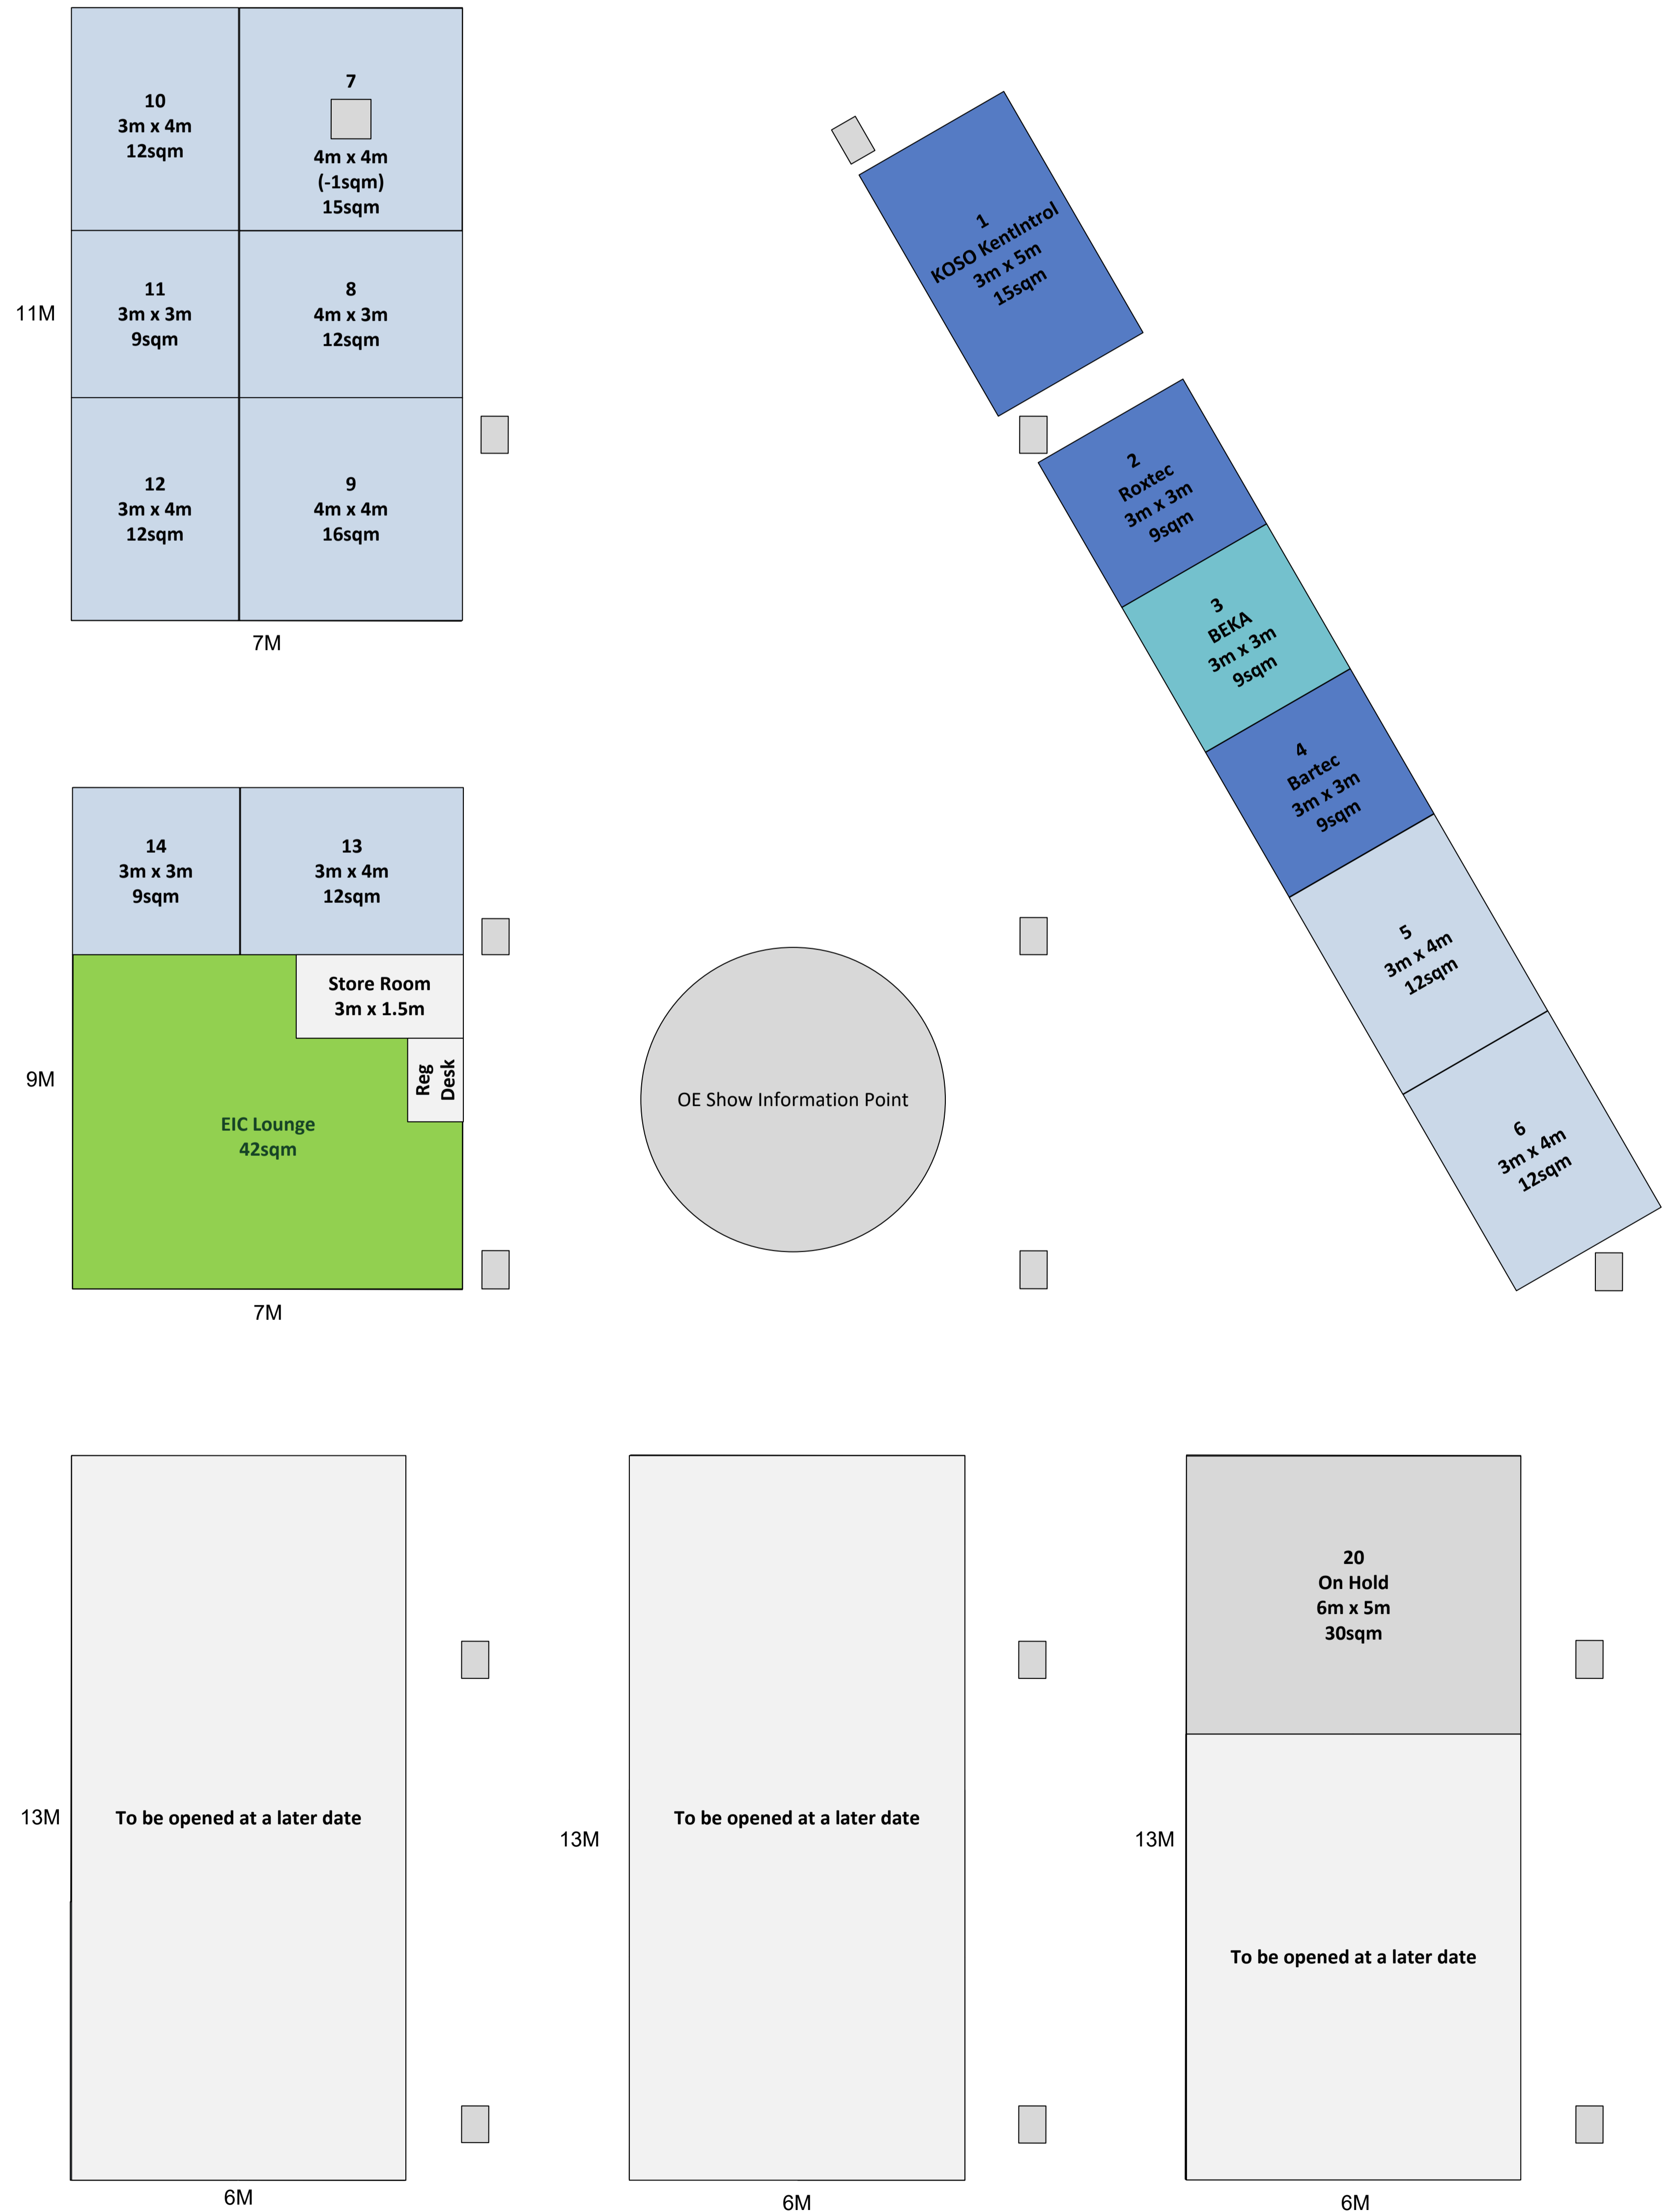 10
3m x 4m
12sqm
7
4m x 4m
(-1sqm)
15sqm
11
3m x 3m
9sqm
8
4m x 3m
12sqm
11M
12
3m x 4m
12sqm
9
4m x 4m
16sqm
7M
1
KOSO KentIntrol
3m x 5m
15sqm
2
Roxtec
3m x 3m
9sqm
3
BEKA
3m x 3m
9sqm
4
Bartec
3m x 3m
9sqm
5
3m x 4m
12sqm
6
3m x 4m
12sqm
14
3m x 3m
9sqm
13
3m x 4m
12sqm
Store Room
3m x 1.5m
Reg
Desk
9M
EIC Lounge
42sqm
7M
OE Show Information Point
13M
To be opened at a later date
6M
13M
To be opened at a later date
6M
20
On Hold
6m x 5m
30sqm
13M
To be opened at a later date
6M